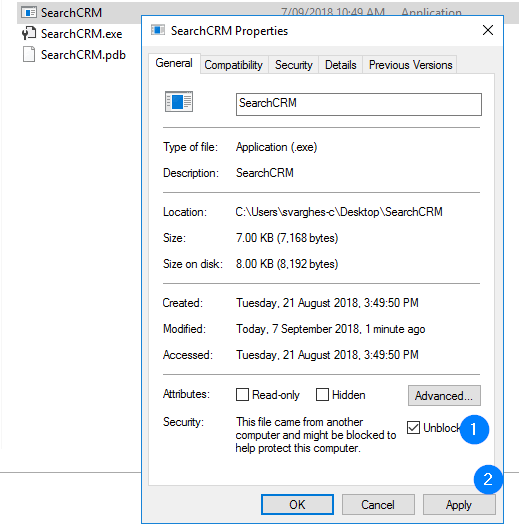 SearchCRM 7/09/2018 10:49 AM Application
SearchCRM.exe
SearchCRM.pdb
SearchCRM Properties
General Compatibility Security Details Previous Versions
SearchCRM
Type of file: Application (.exe)
Description: SearchCRM
Location: C:\Users\svarghes-c\Desktop\SearchCRM
Size: 7.00 KB (7,168 bytes)
Size on disk: 8.00 KB (8,192 bytes)
Created: Tuesday, 21 August 2018, 3:49:50 PM
Modified: Today, 7 September 2018, 1 minute ago
Accessed: Tuesday, 21 August 2018, 3:49:50 PM
Attributes: Read-only Hidden Advanced...
Security: This file came from another
computer and might be blocked to
help protect this computer.
Unblock 1
2
OK Cancel Apply